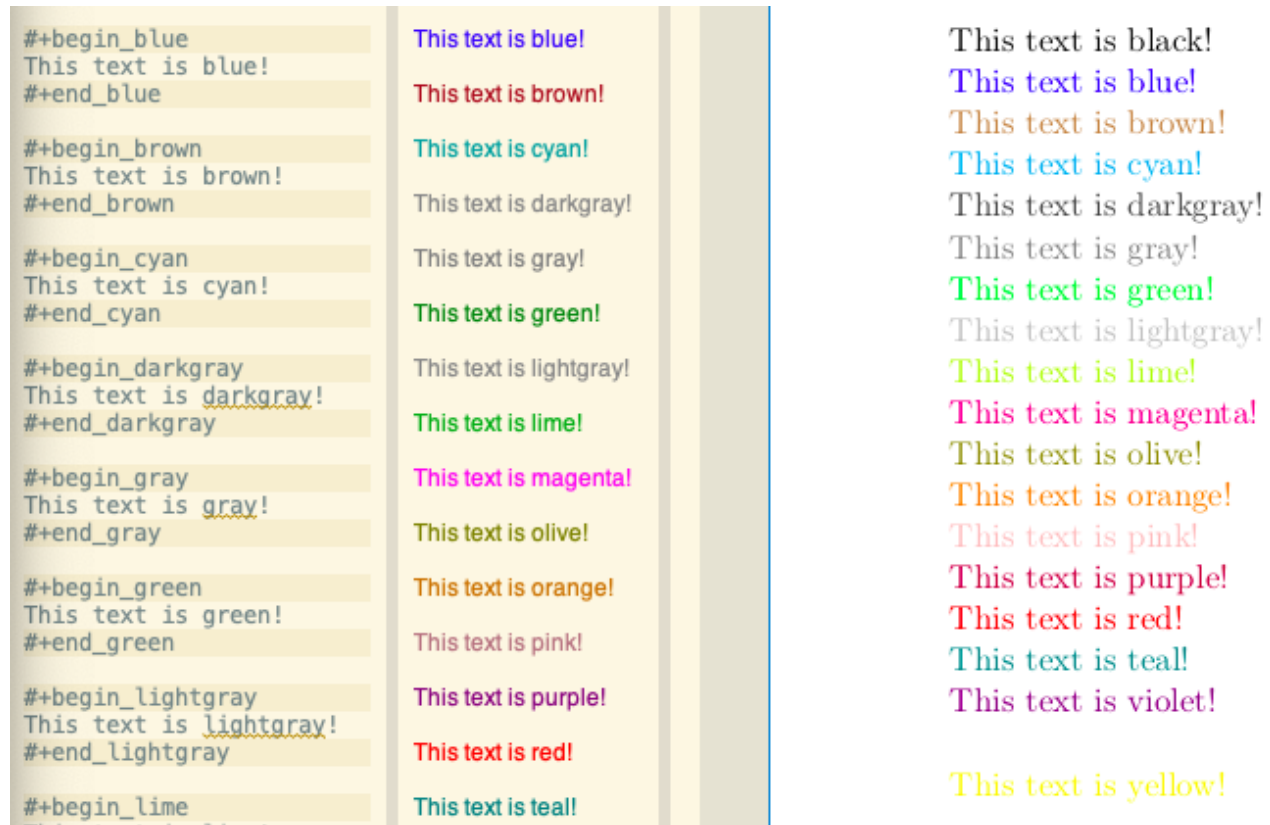 #+begin_blue
This text is blue!
#+end_blue
#+begin_brown
This text is brown!
#+end_brown
#+begin_cyan
This text is cyan!
#+end_cyan
#+begin_darkgray
This text is darkgray!
#+end_darkgray
#+begin_gray
This text is gray!
#+end_gray
#+begin_green
This text is green!
#+end_green
#+begin_lightgray
This text is lightgray!
#+end_lightgray
#+begin_lime
This text is blue!
This text is brown!
This text is cyan!
This text is darkgray!
This text is gray!
This text is green!
This text is lightgray!
This text is lime!
This text is magenta!
This text is olive!
This text is orange!
This text is pink!
This text is purple!
This text is red!
This text is teal!
This text is black!
This text is blue!
This text is brown!
This text is cyan!
This text is darkgray!
This text is gray!
This text is green!
This text is lightgray!
This text is lime!
This text is magenta!
This text is olive!
This text is orange!
This text is pink!
This text is purple!
This text is red!
This text is teal!
This text is violet!
This text is yellow!